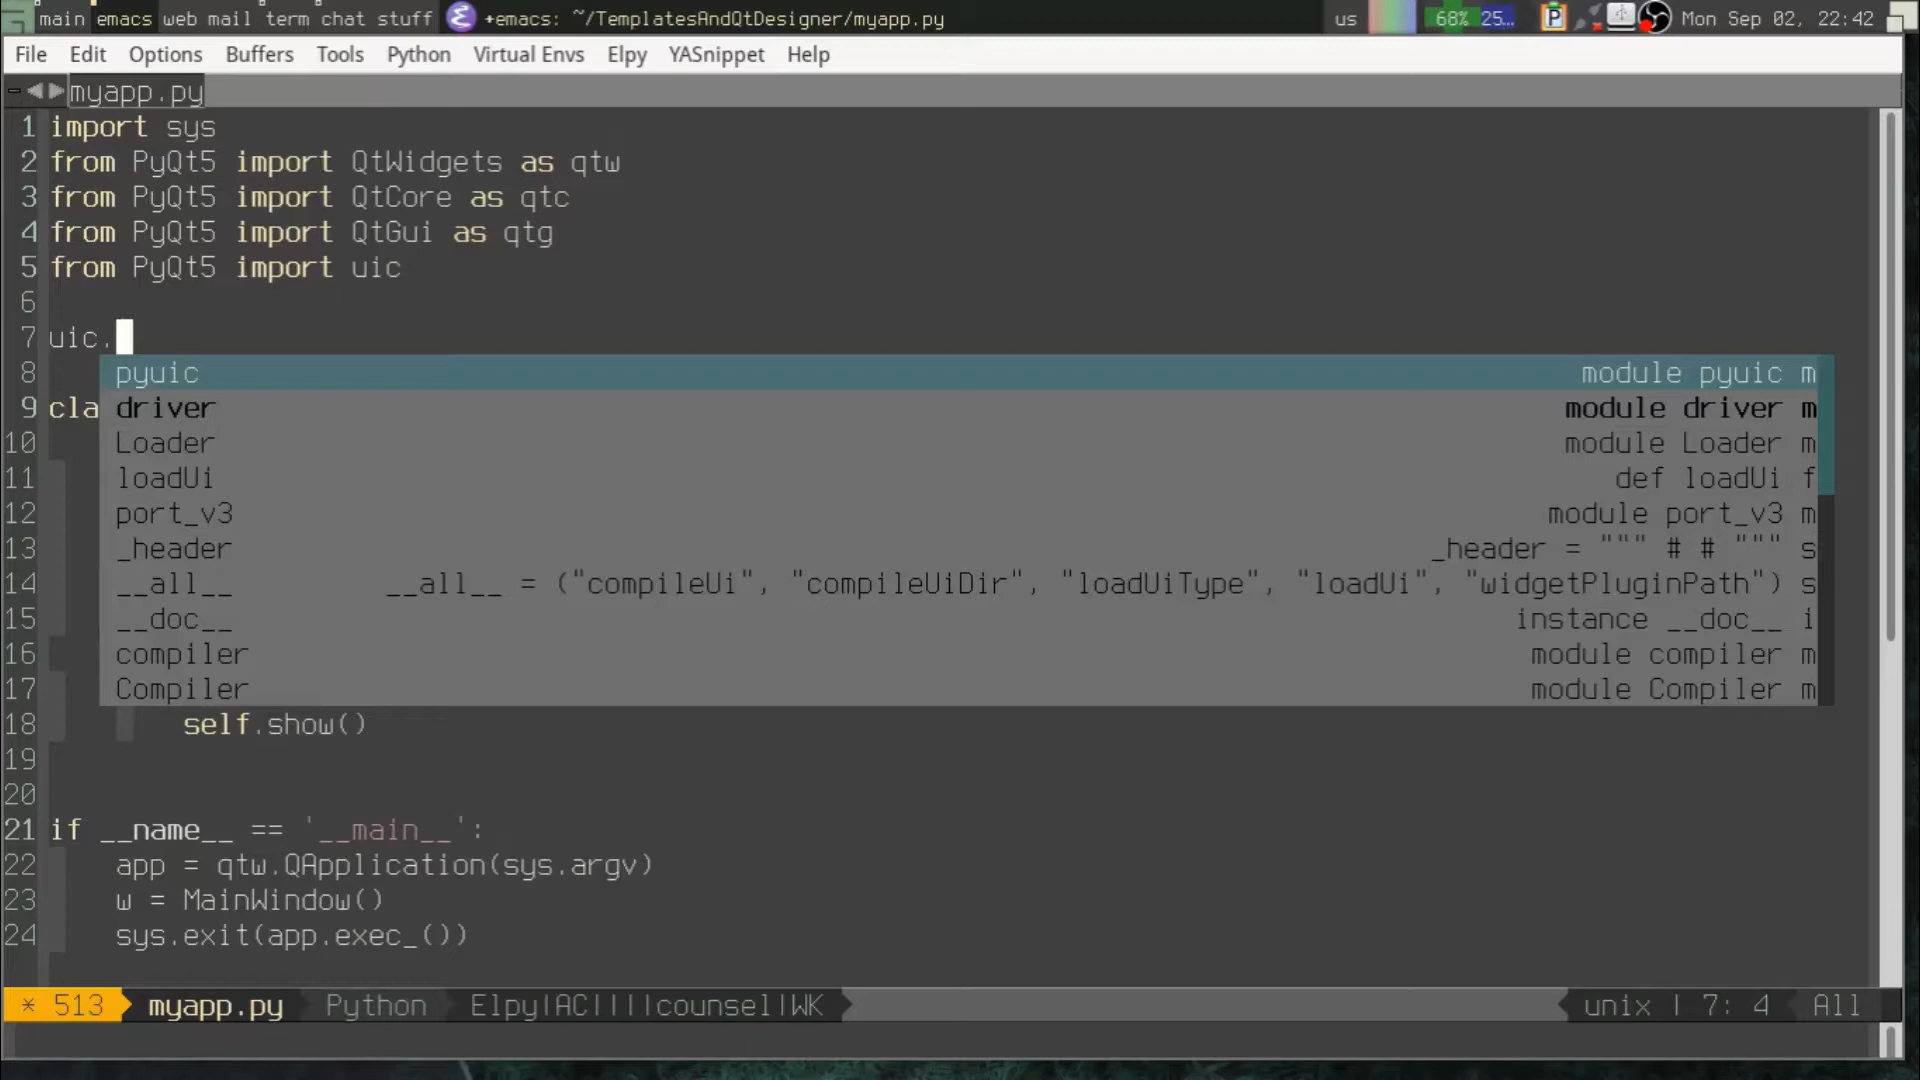 main emacs web mail term chat stuff +emacs: ~/TemplatesAndQtDesigner/myapp.py us 68% 25... P Mon Sep 02, 22:42
File Edit Options Buffers Tools Python Virtual Envs Elpy YASnippet Help
myapp.py
1 import sys
2 from PyQt5 import QtWidgets as qtw
3 from PyQt5 import QtCore as qtc
4 from PyQt5 import QtGui as qtg
5 from PyQt5 import uic
6
7 uic.
8 pyuic module pyuic m
9 cla driver module driver m
10 Loader module Loader m
11 loadUi def loadUi f
12 port_v3 module port_v3 m
13 _header _header = """ # # """ s
14 __all__ __all__ = ("compileUi", "compileUiDir", "loadUiType", "loadUi", "widgetPluginPath") s
15 __doc__ instance __doc__ i
16 compiler module compiler m
17 Compiler module Compiler m
18 self.show()
19
20
21 if __name__ == '__main__':
22 app = qtw.QApplication(sys.argv)
23 w = MainWindow()
24 sys.exit(app.exec_())
* 513 myapp.py Python Elpy|AC||||counsel|WK unix | 7: 4 All